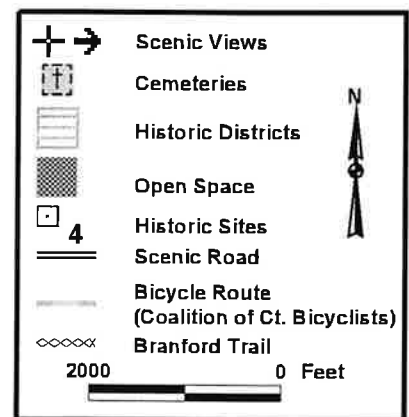 Scenic Views
Cemeteries
N
Historic Districts
Open Space
4 Historic Sites
Scenic Road
Bicycle Route
(Coalition of Ct. Bicyclists)
Branford Trail
2000 0 Feet